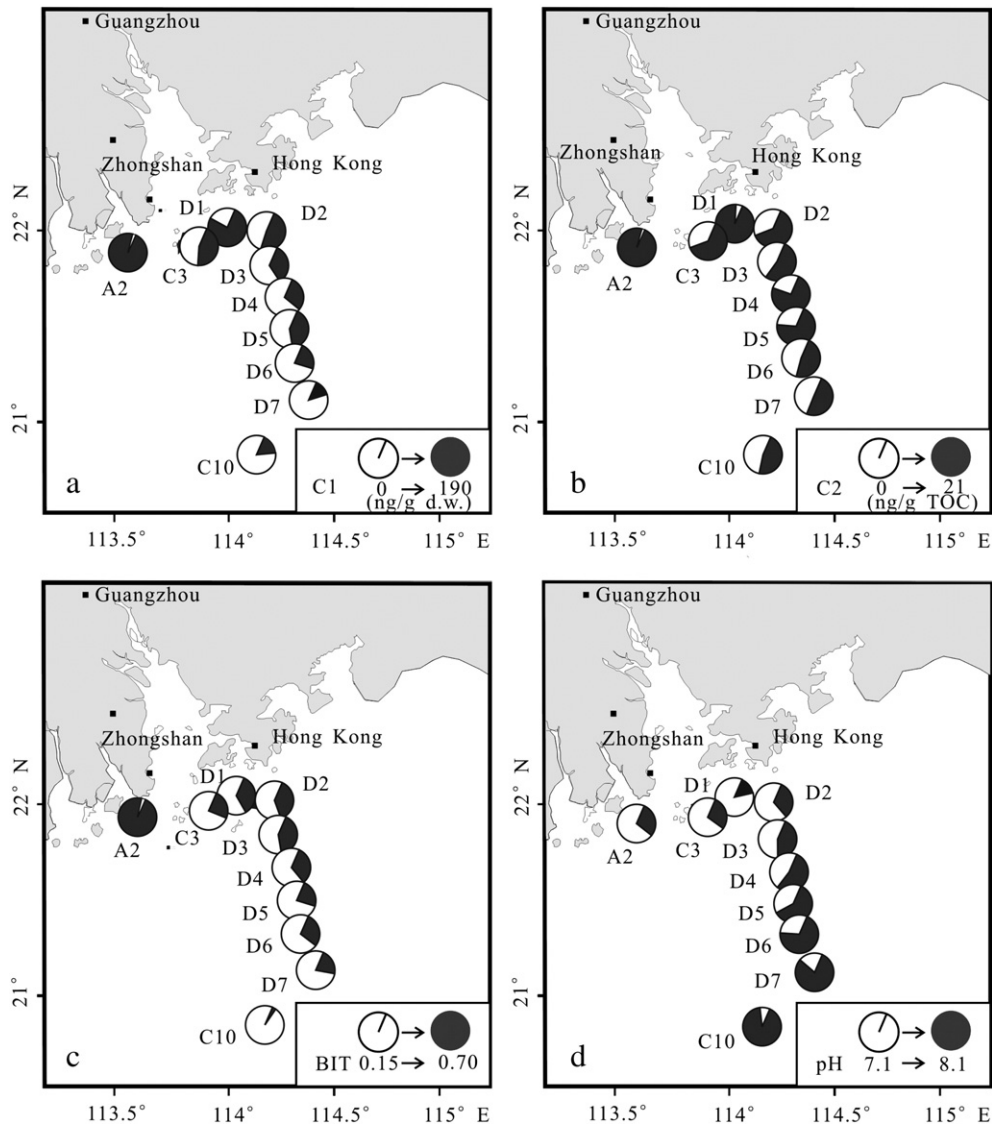 Guangzhou
Zhongshan
Hong Kong
D1
D2
A2
C3
D3
D4
D5
D6
D7
C10
22° N
21°
a
C1
0 → 190
(ng/g d.w.)
113.5° 114° 114.5° 115° E
Guangzhou
Zhongshan
Hong Kong
D1
D2
A2
C3
D3
D4
D5
D6
D7
C10
22° N
21°
b
C2
0 → 21
(ng/g TOC)
113.5° 114° 114.5° 115° E
Guangzhou
Zhongshan
Hong Kong
D1
D2
A2
C3
D3
D4
D5
D6
D7
C10
22° N
21°
c
BIT 0.15 → 0.70
113.5° 114° 114.5° 115° E
Guangzhou
Zhongshan
Hong Kong
D1
D2
A2
C3
D3
D4
D5
D6
D7
C10
22° N
21°
d
pH 7.1 → 8.1
113.5° 114° 114.5° 115° E